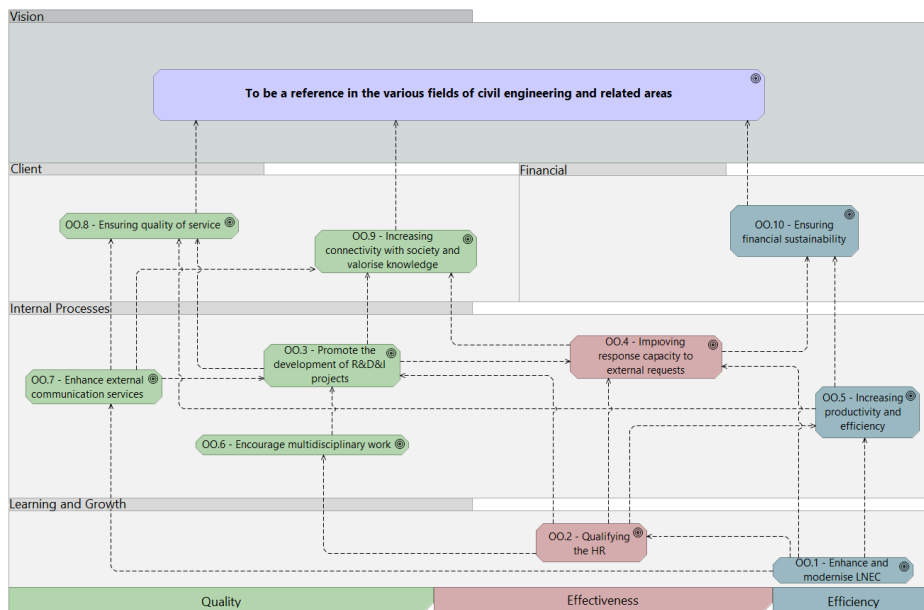 Vision
To be a reference in the various fields of civil engineering and related areas
Client
Financial
OO.8 - Ensuring quality of service
OO.9 - Increasing
connectivity with society and
valorise knowledge
OO.10 - Ensuring
financial sustainability
Internal Processes
OO.3 - Promote the
development of R&D&I
projects
OO.4 - Improving
response capacity to
external requests
OO.7 - Enhance external
communication services
OO.5 - Increasing
productivity and
efficiency
OO.6 - Encourage multidisciplinary work
Learning and Growth
OO.2 - Qualifying
the HR
OO.1 - Enhance and
modernise LNEC
Quality
Effectiveness
Efficiency